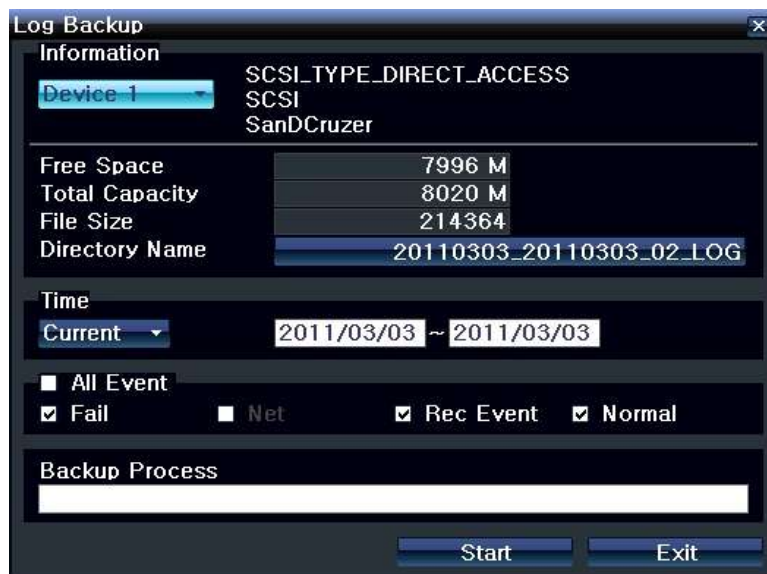 Log Backup
Information
Device 1
SCSI_TYPE_DIRECT_ACCESS
SCSI
SanDCruzer
Free Space 7996 M
Total Capacity 8020 M
File Size 214364
Directory Name 20110303_20110303_02_LOG
Time
Current 2011/03/03 ~ 2011/03/03
All Event
Fail Net Rec Event Normal
Backup Process
Start Exit